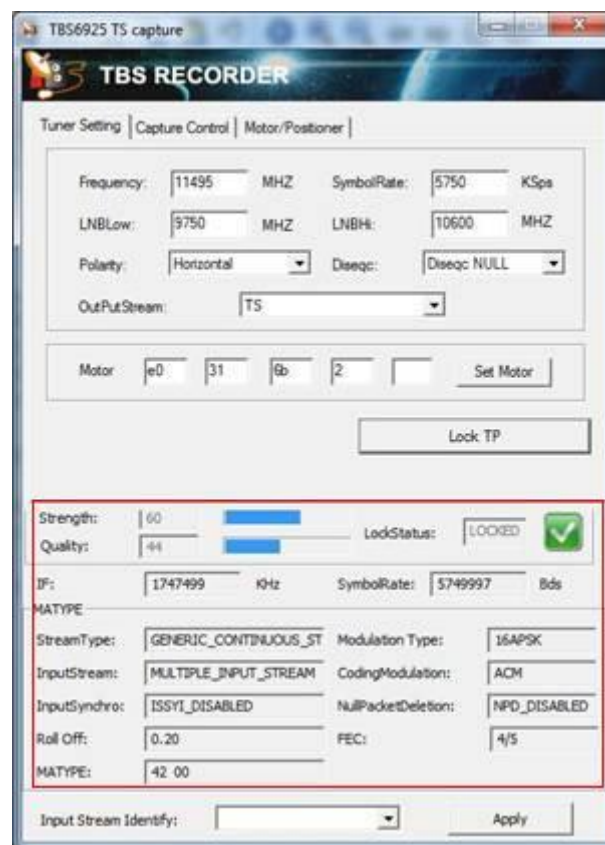 TBS6925 TS capture
TBS RECORDER
Tuner Setting Capture Control Motor/Positioner
Frequency: 11495 MHZ SymbolRate: 5750 KSps
LNBLow: 9750 MHZ LNBHi: 10600 MHZ
Polarty: Horizontal Diseqc: Diseqc NULL
OutPutStream: TS
Motor e0 31 6b 2 Set Motor
Lock TP
Strength: 60
LockStatus: LOCKED
Quality: 44
IF: 1747499 KHz SymbolRate: 5749997 Bds
MATYPE
StreamType: GENERIC_CONTINUOUS_ST Modulation Type: 16APSK
InputStream: MULTIPLE_INPUT_STREAM CodingModulation: ACM
InputSynchro: ISSYI_DISABLED NullPacketDeletion: NPD_DISABLED
Roll Off: 0.20 FEC: 4/5
MATYPE: 42 00
Input Stream Identify: Apply